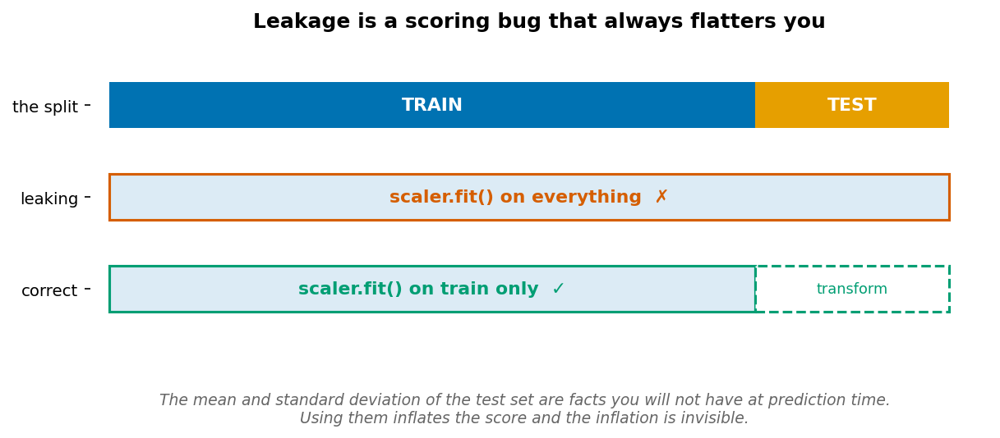 Leakage is a scoring bug that always flatters you
the split
TRAIN
TEST
leaking
scaler.fit() on everything ✗
correct
scaler.fit() on train only ✓
transform
The mean and standard deviation of the test set are facts you will not have at prediction time.
Using them inflates the score and the inflation is invisible.